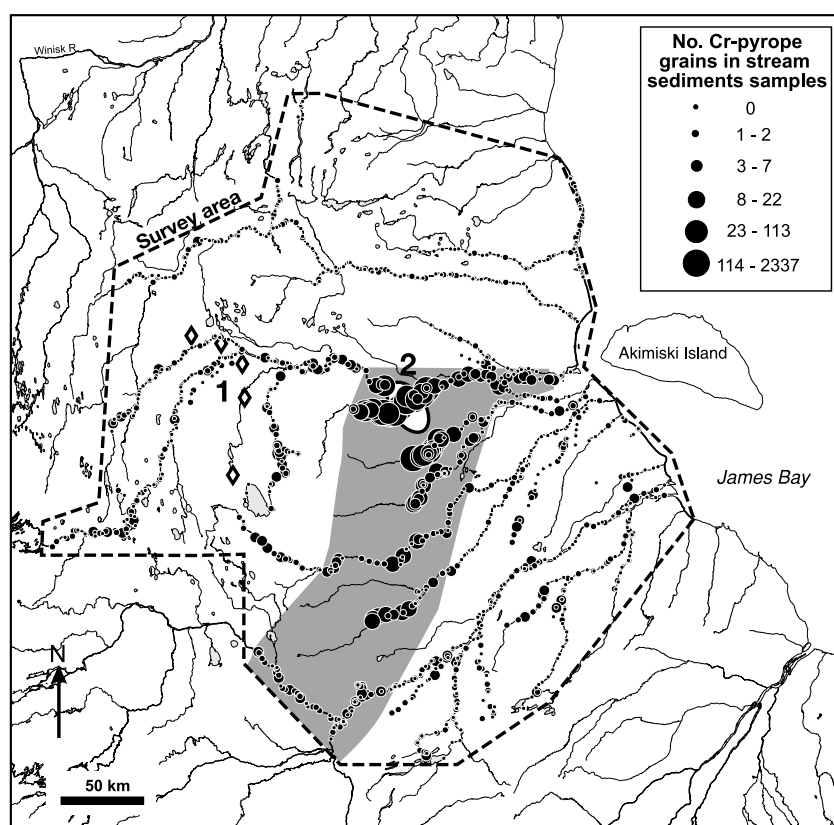 Winisk R
No. Cr-pyrope
grains in stream
sediments samples
0
1 - 2
3 - 7
8 - 22
23 - 113
114 - 2337
Survey area
Akimiski Island
2
1
James Bay
N
50 km